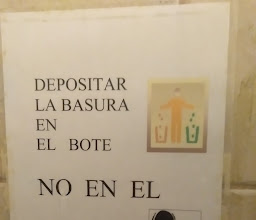 DEPOSITAR
LA BASURA
EN
EL BOTE
NO EN EL